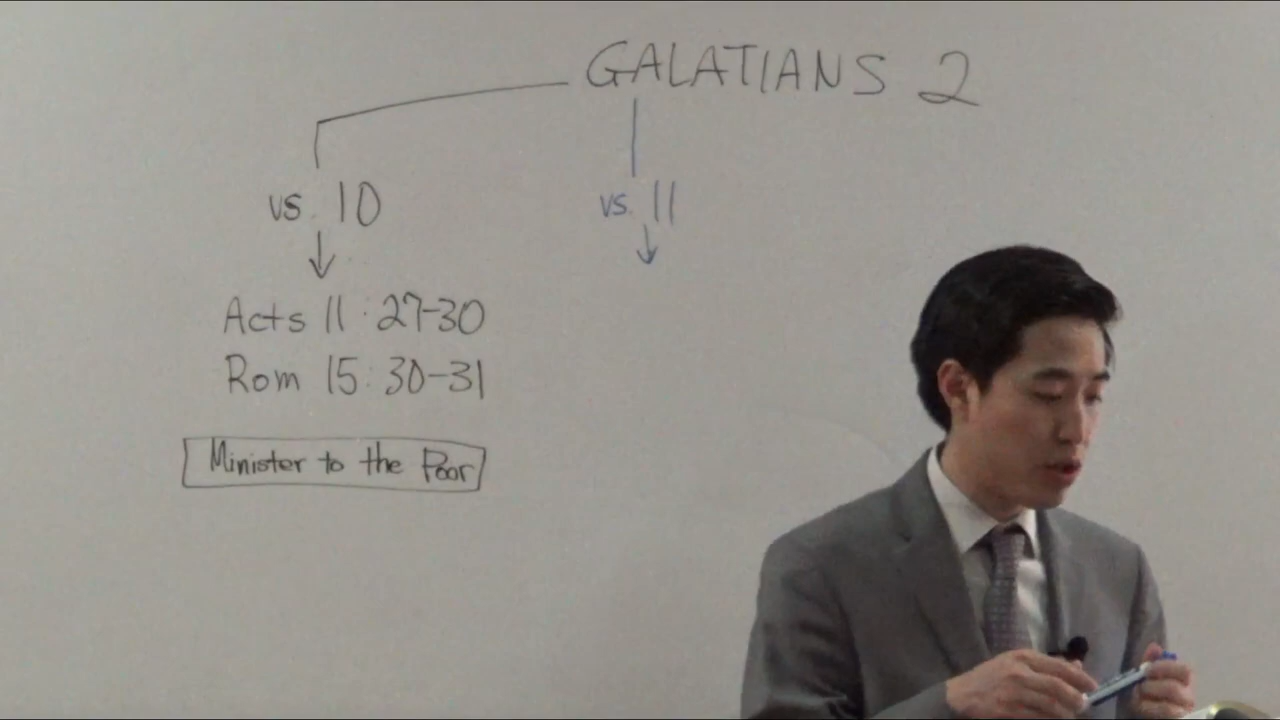 GALATIANS 2
vs. 10
vs. 11
Acts 11:27-30
Rom 15:30-31
Minister to the Poor